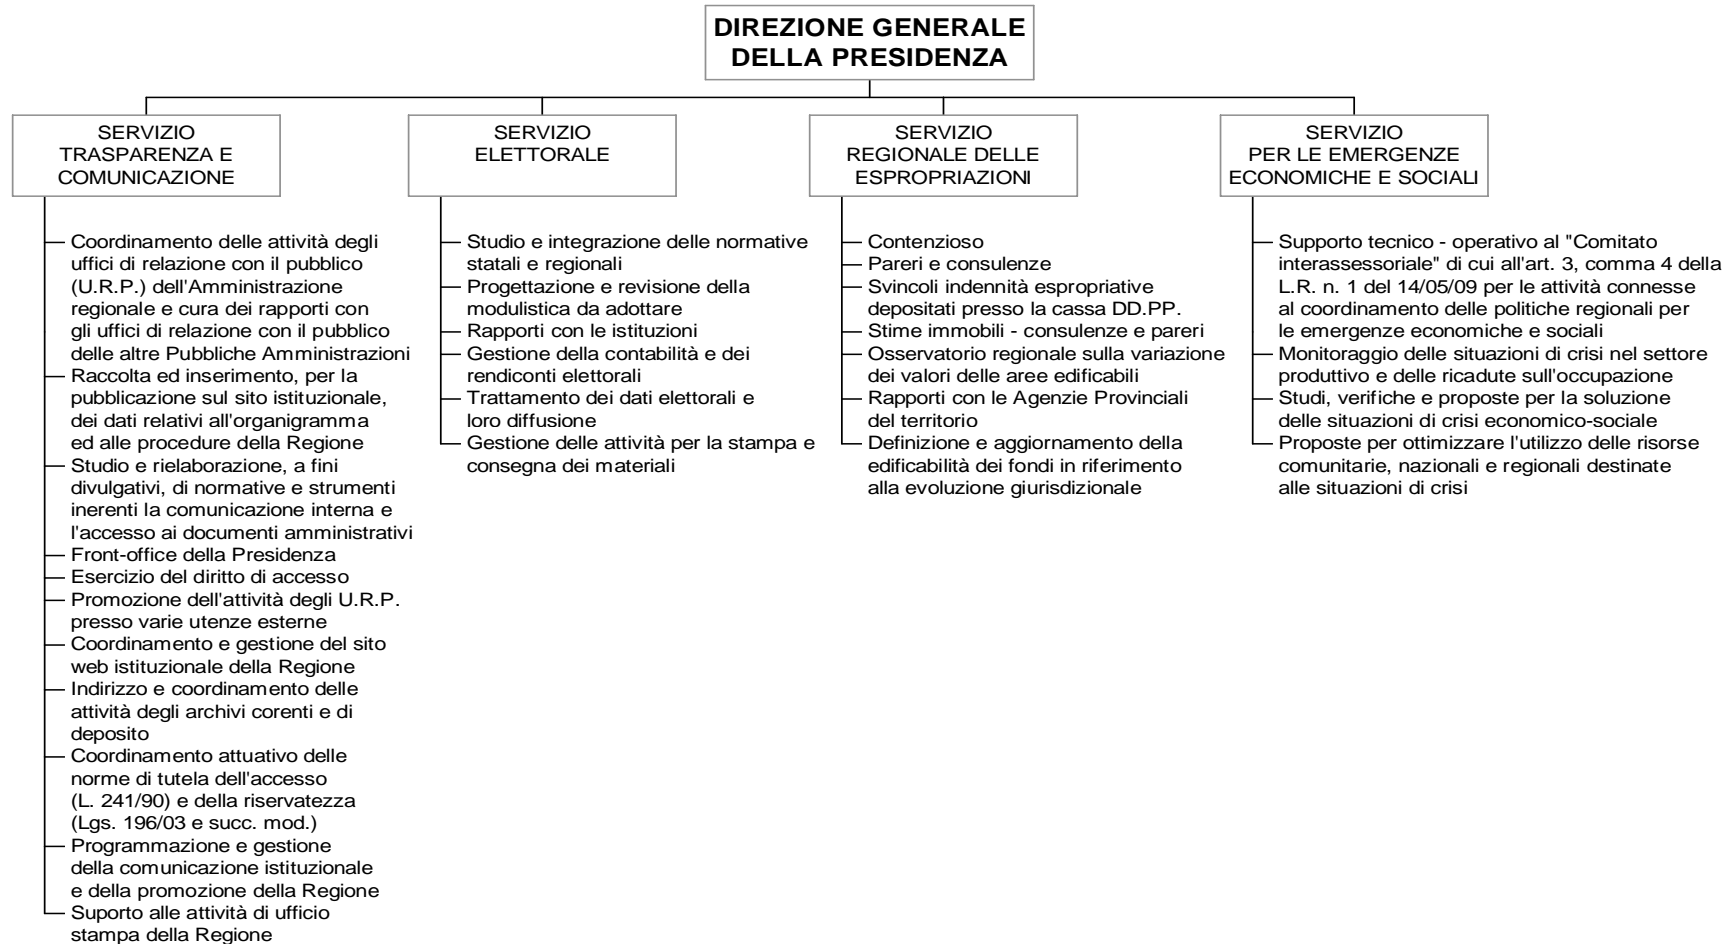 DIREZIONE GENERALE
DELLA PRESIDENZA
SERVIZIO
TRASPARENZA E
COMUNICAZIONE
Coordinamento delle attività degli
uffici di relazione con il pubblico
(U.R.P.) dell'Amministrazione
regionale e cura dei rapporti con
gli uffici di relazione con il pubblico
delle altre Pubbliche Amministrazioni
Raccolta ed inserimento, per la
pubblicazione sul sito istituzionale,
dei dati relativi all'organigramma
ed alle procedure della Regione
Studio e rielaborazione, a fini
divulgativi, di normative e strumenti
inerenti la comunicazione interna e
l'accesso ai documenti amministrativi
Front-office della Presidenza
Esercizio del diritto di accesso
Promozione dell'attività degli U.R.P.
presso varie utenze esterne
Coordinamento e gestione del sito
web istituzionale della Regione
Indirizzo e coordinamento delle
attività degli archivi corenti e di
deposito
Coordinamento attuativo delle
norme di tutela dell'accesso
(L. 241/90) e della riservatezza
(Lgs. 196/03 e succ. mod.)
Programmazione e gestione
della comunicazione istituzionale
e della promozione della Regione
Suporto alle attività di ufficio
stampa della Regione
SERVIZIO
ELETTORALE
Studio e integrazione delle normative
statali e regionali
Progettazione e revisione della
modulistica da adottare
Rapporti con le istituzioni
Gestione della contabilità e dei
rendiconti elettorali
Trattamento dei dati elettorali e
loro diffusione
Gestione delle attività per la stampa e
consegna dei materiali
SERVIZIO
REGIONALE DELLE
ESPROPRIAZIONI
Contenzioso
Pareri e consulenze
Svincoli indennità espropriative
depositati presso la cassa DD.PP.
Stime immobili - consulenze e pareri
Osservatorio regionale sulla variazione
dei valori delle aree edificabili
Rapporti con le Agenzie Provinciali
del territorio
Definizione e aggiornamento della
edificabilità dei fondi in riferimento
alla evoluzione giurisdizionale
SERVIZIO
PER LE EMERGENZE
ECONOMICHE E SOCIALI
Supporto tecnico - operativo al "Comitato
interassessoriale" di cui all'art. 3, comma 4 della
L.R. n. 1 del 14/05/09 per le attività connesse
al coordinamento delle politiche regionali per
le emergenze economiche e sociali
Monitoraggio delle situazioni di crisi nel settore
produttivo e delle ricadute sull'occupazione
Studi, verifiche e proposte per la soluzione
delle situazioni di crisi economico-sociale
Proposte per ottimizzare l'utilizzo delle risorse
comunitarie, nazionali e regionali destinate
alle situazioni di crisi